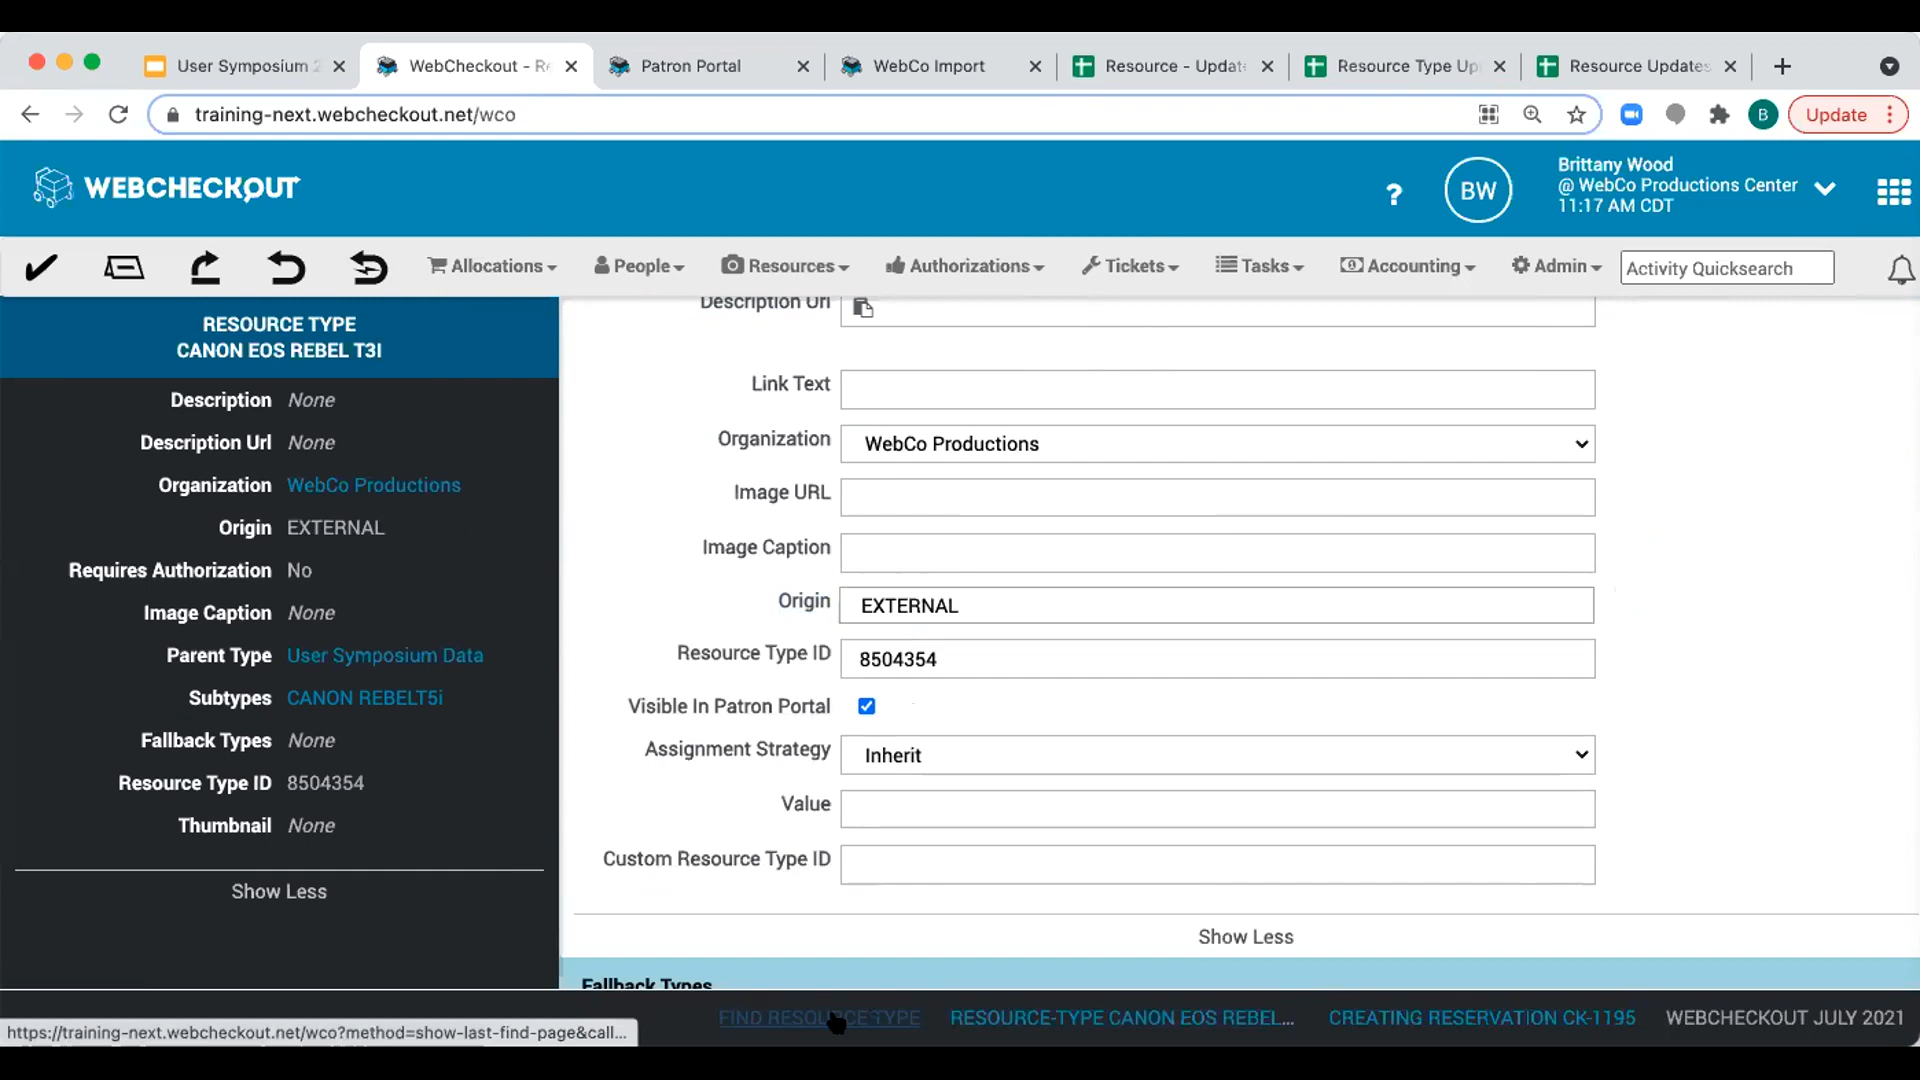 User Symposium 2
WebCheckout - Re
Patron Portal
WebCo Import
Resource - Updat
Resource Type Up
Resource Updates
training-next.webcheckout.net/wco
B
Update
WEBCHECKOUT
?
BW
Brittany Wood
@ WebCo Productions Center
11:17 AM CDT
Allocations
People
Resources
Authorizations
Tickets
Tasks
Accounting
Admin
Activity Quicksearch
RESOURCE TYPE
CANON EOS REBEL T3I
Description None
Description Url None
Organization WebCo Productions
Origin EXTERNAL
Requires Authorization No
Image Caption None
Parent Type User Symposium Data
Subtypes CANON REBELT5i
Fallback Types None
Resource Type ID 8504354
Thumbnail None
Show Less
Description Url
Link Text
Organization WebCo Productions
Image URL
Image Caption
Origin EXTERNAL
Resource Type ID 8504354
Visible In Patron Portal
Assignment Strategy Inherit
Value
Custom Resource Type ID
Show Less
Fallback Types
FIND RESOURCE TYPE
RESOURCE-TYPE CANON EOS REBEL...
CREATING RESERVATION CK-1195
WEBCHECKOUT JULY 2021
https://training-next.webcheckout.net/wco?method=show-last-find-page&call...